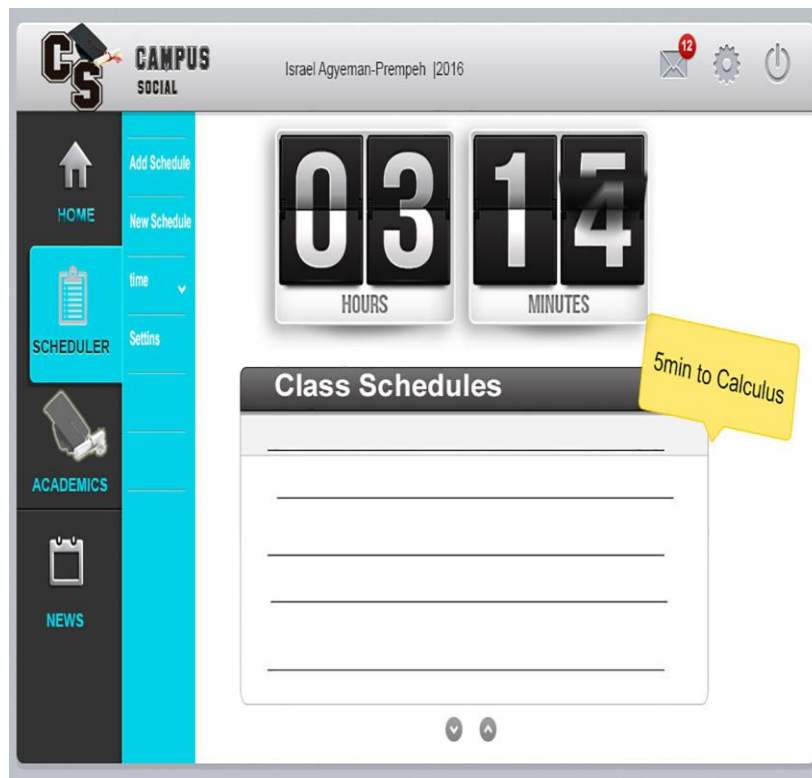 CS
CAMPUS
SOCIAL
Israel Agyeman-Prempeh |2016
12
HOME
SCHEDULER
ACADEMICS
NEWS
Add Schedule
New Schedule
time
Settins
03 14
HOURS MINUTES
5min to Calculus
Class Schedules